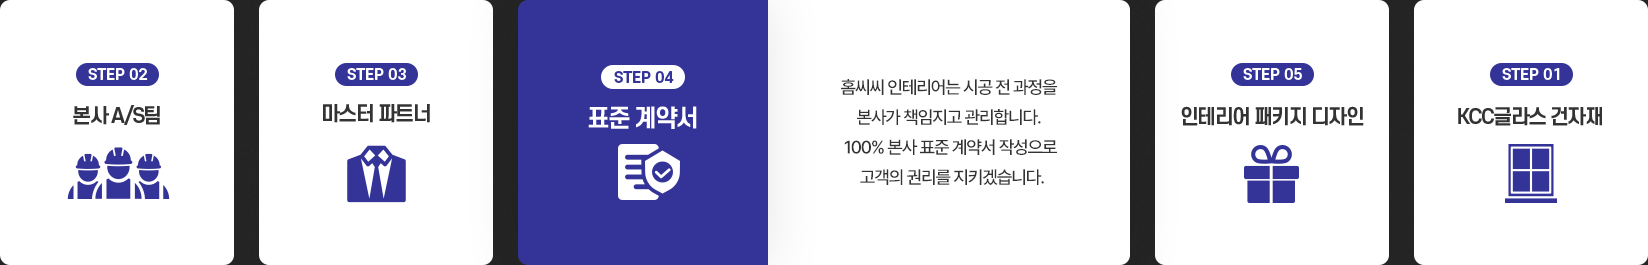 STEP 02
본사 A/S팀
STEP 03
마스터 파트너
STEP 04
표준 계약서
홈씨씨 인테리어는 시공 전 과정을
본사가 책임지고 관리합니다.
100% 본사 표준 계약서 작성으로
고객의 권리를 지키겠습니다.
STEP 05
인테리어 패키지 디자인
STEP 01
KCC글라스 건자재